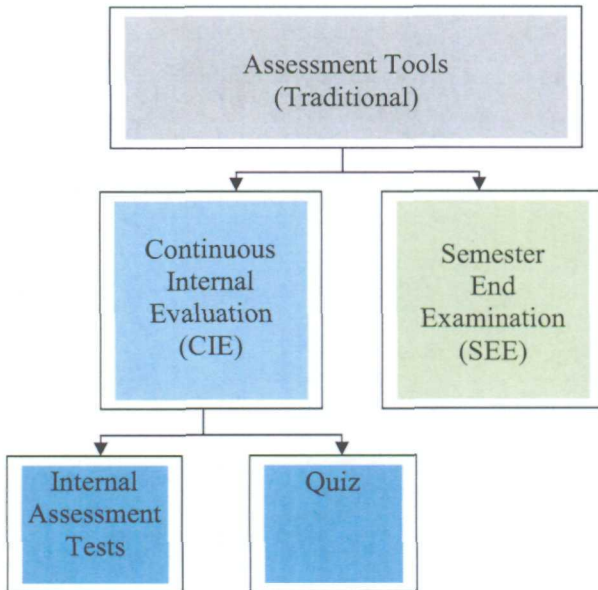 Assessment Tools
(Traditional)
Continuous
Internal
Evaluation
(CIE)
Semester
End
Examination
(SEE)
Internal
Assessment
Tests
Quiz